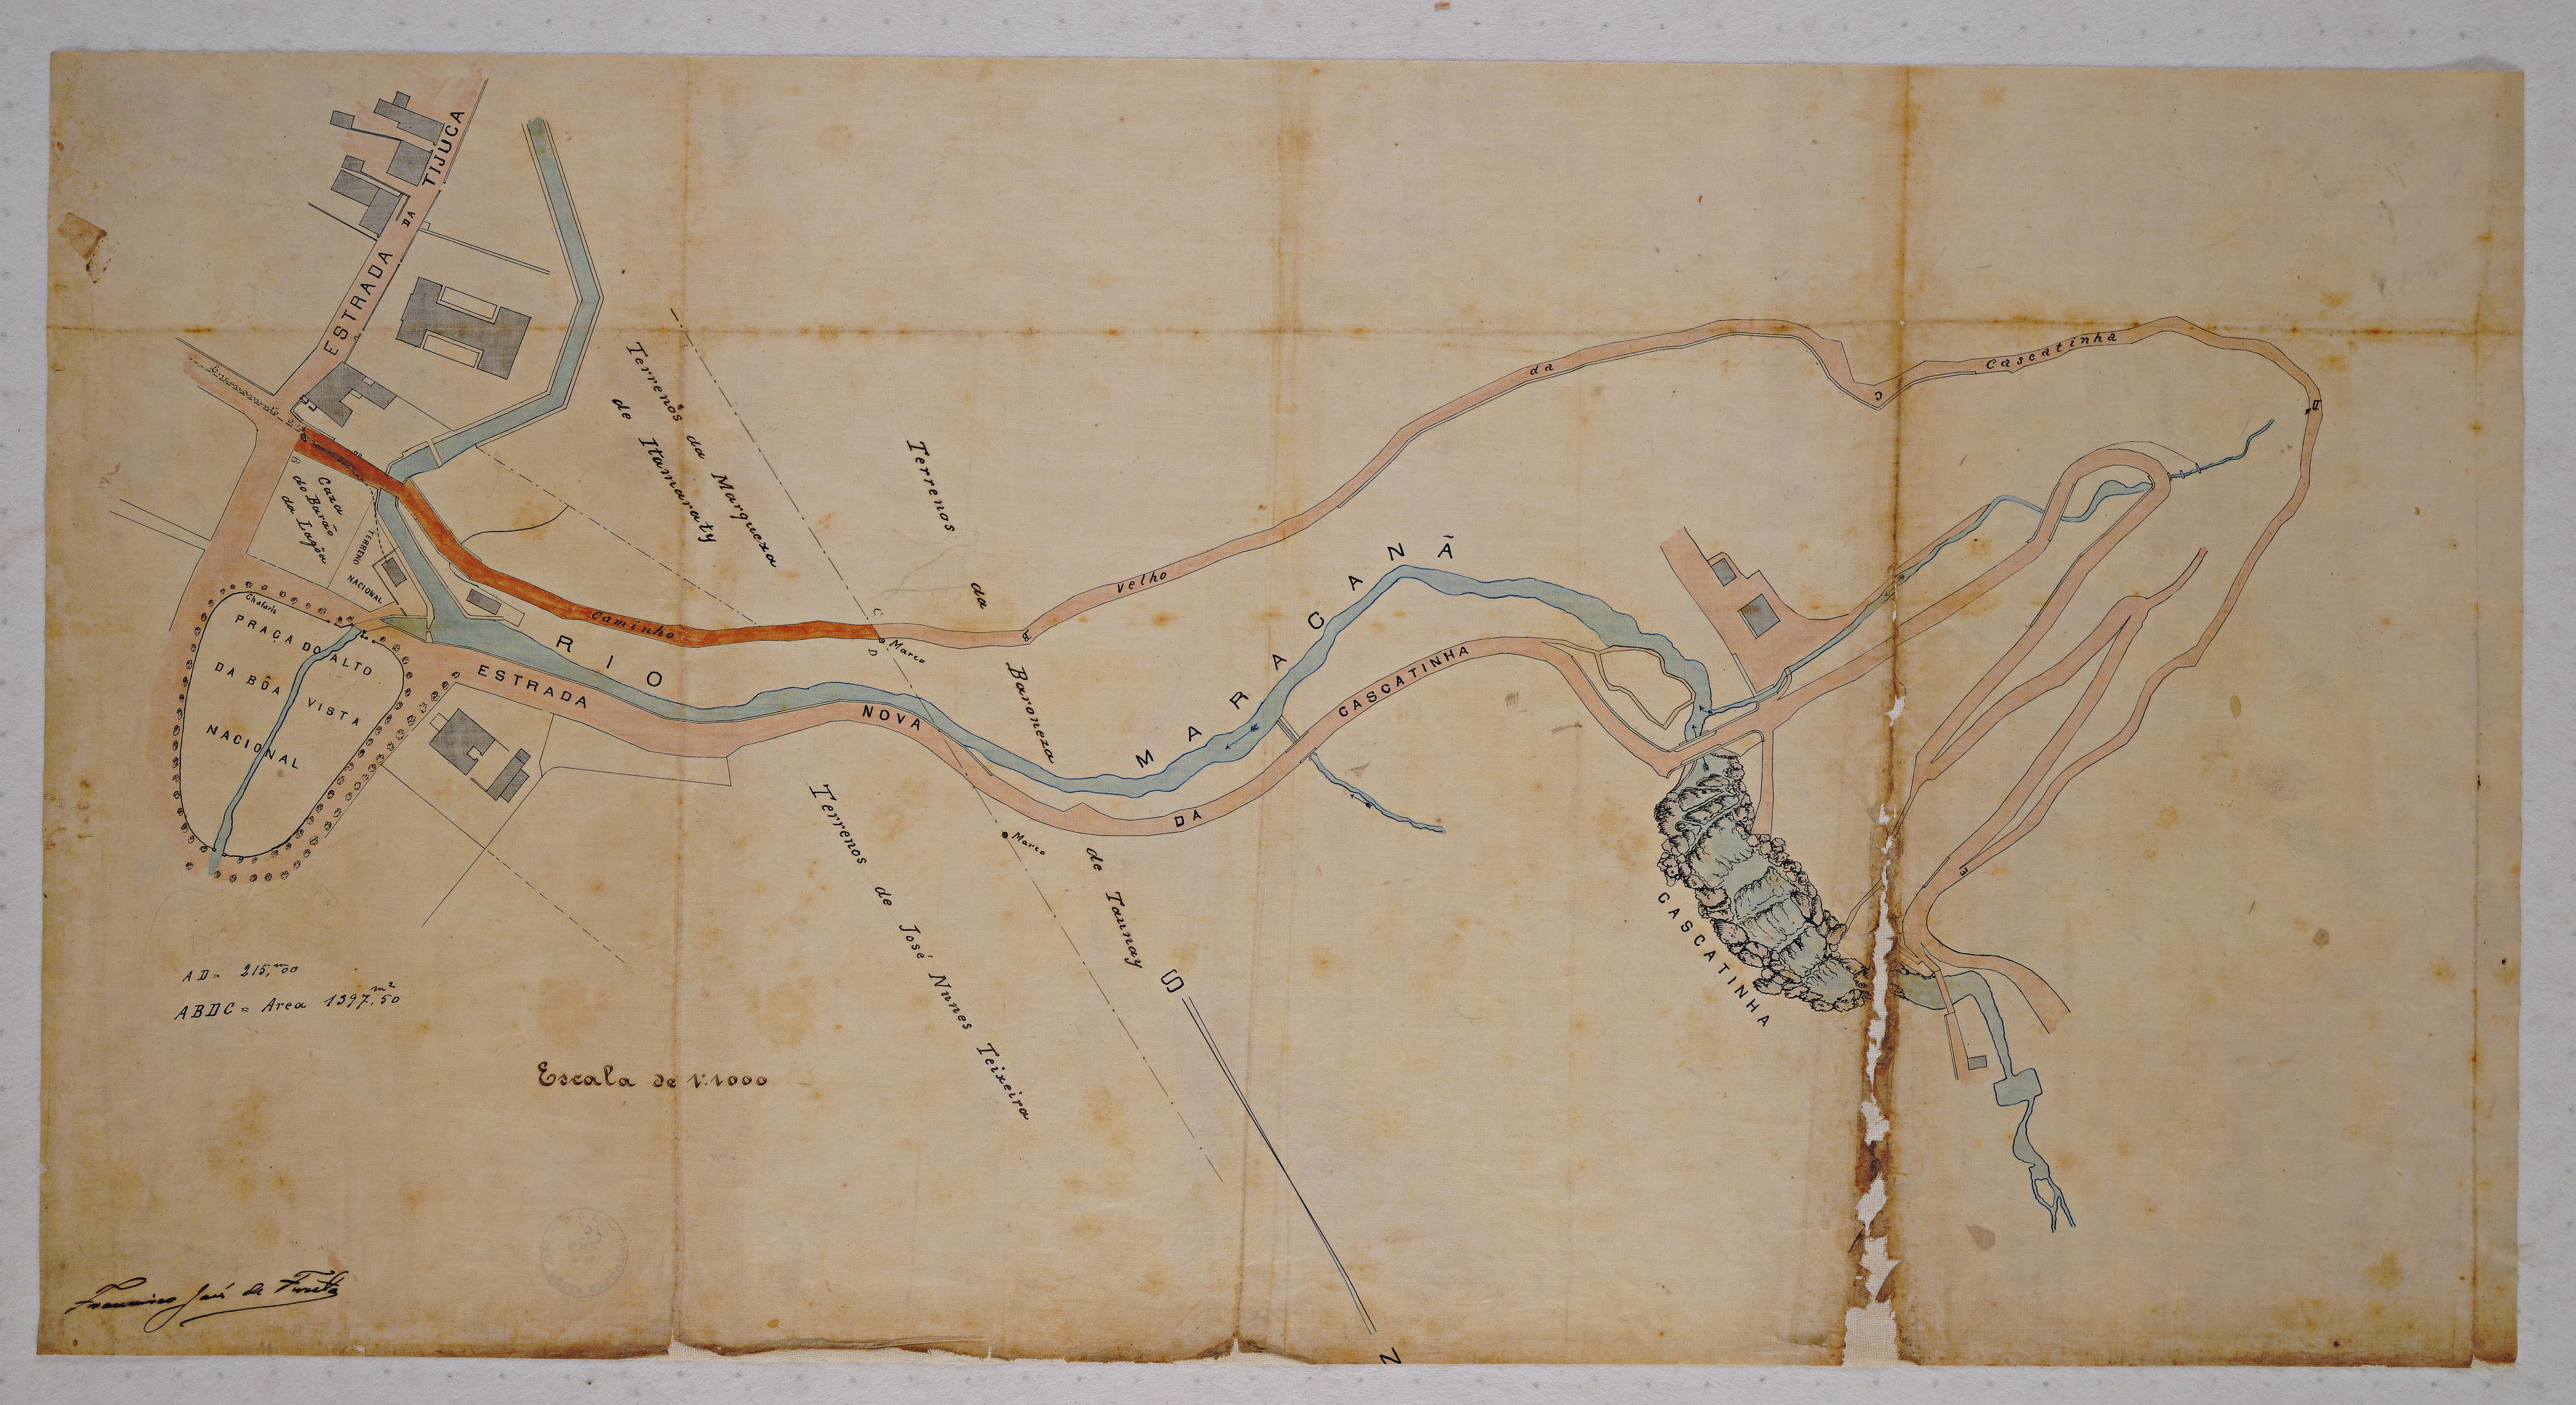 ESTRADA DA TIJUCA
Caza
do Barão
da Lagôa
TERRENO
NACIONAL
Chafariz
PRAÇA DO ALTO
DA BÔA VISTA
NACIONAL
Terrenos da Marqueza
de Itamaraty
Terrenos da Baroneza de Taunay
Caminho Velho da Cascatinha
C
D
Marco
B
C
D
E
RIO MARACANÃ
ESTRADA NOVA DA CASCATINHA
Marco
Terrenos de José Nunes Teixeira
CASCATINHA
S
N
AD = 215,m00
ABDC = Area 1397,m²50
Escala de 1:1000
Francisco José de